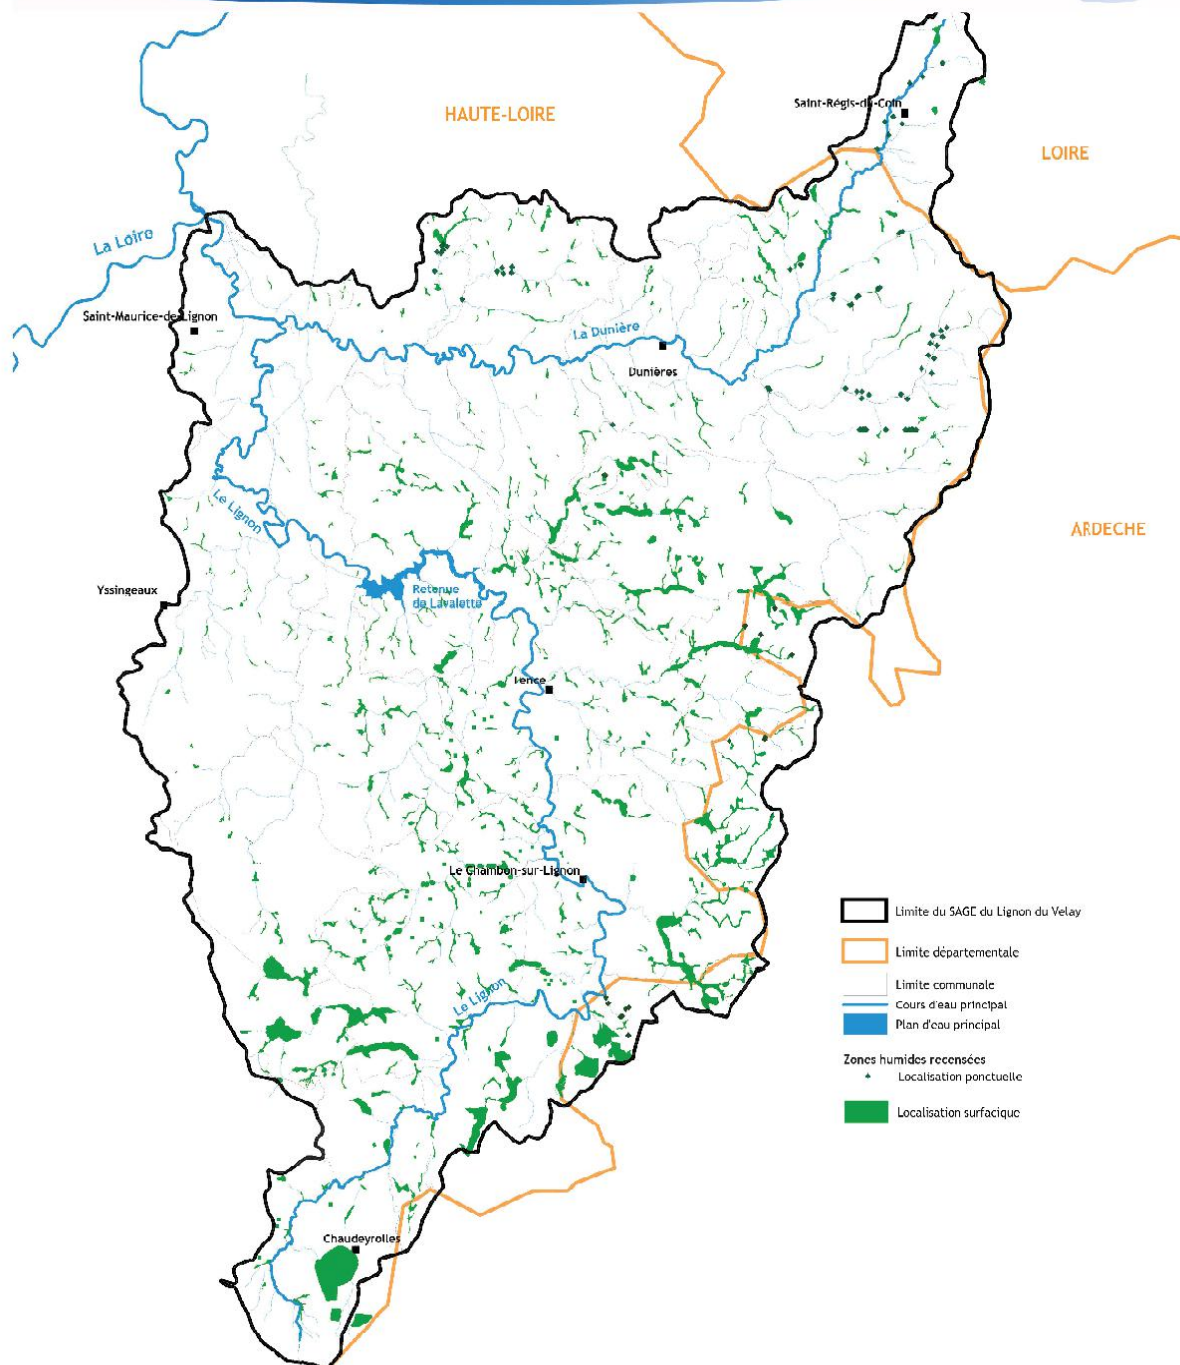 Saint-Régis-du-Coin
HAUTE-LOIRE
LOIRE
La Loire
Saint-Maurice-de-Lignon
La Dunière
Dunières
Le Lignon
ARDECHE
Yssingeaux
Retenue
de Lavalette
Tence
Le Chambon-sur-Lignon
Limite du SAGE du Lignon du Velay
Limite départementale
Le Lignon
Limite communale
Cours d'eau principal
Plan d'eau principal
Zones humides recensées
Localisation ponctuelle
Localisation surfacique
Chaudeyrolles